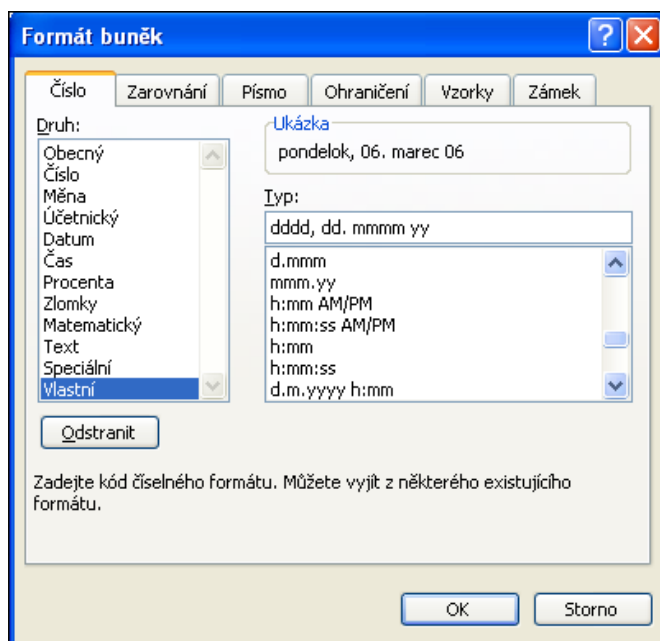 Formát buněk
Číslo
Zarovnání
Písmo
Ohraničení
Vzorky
Zámek
Druh:
Obecný
Číslo
Měna
Účetnický
Datum
Čas
Procenta
Zlomky
Matematický
Text
Speciální
Vlastní
Ukázka
pondelok, 06. marec 06
Typ:
dddd, dd. mmmm yy
d.mmm
mmm.yy
h:mm AM/PM
h:mm:ss AM/PM
h:mm
h:mm:ss
d.m.yyyy h:mm
Odstranit
Zadejte kód číselného formátu. Můžete vyjít z některého existujícího
formátu.
OK
Storno